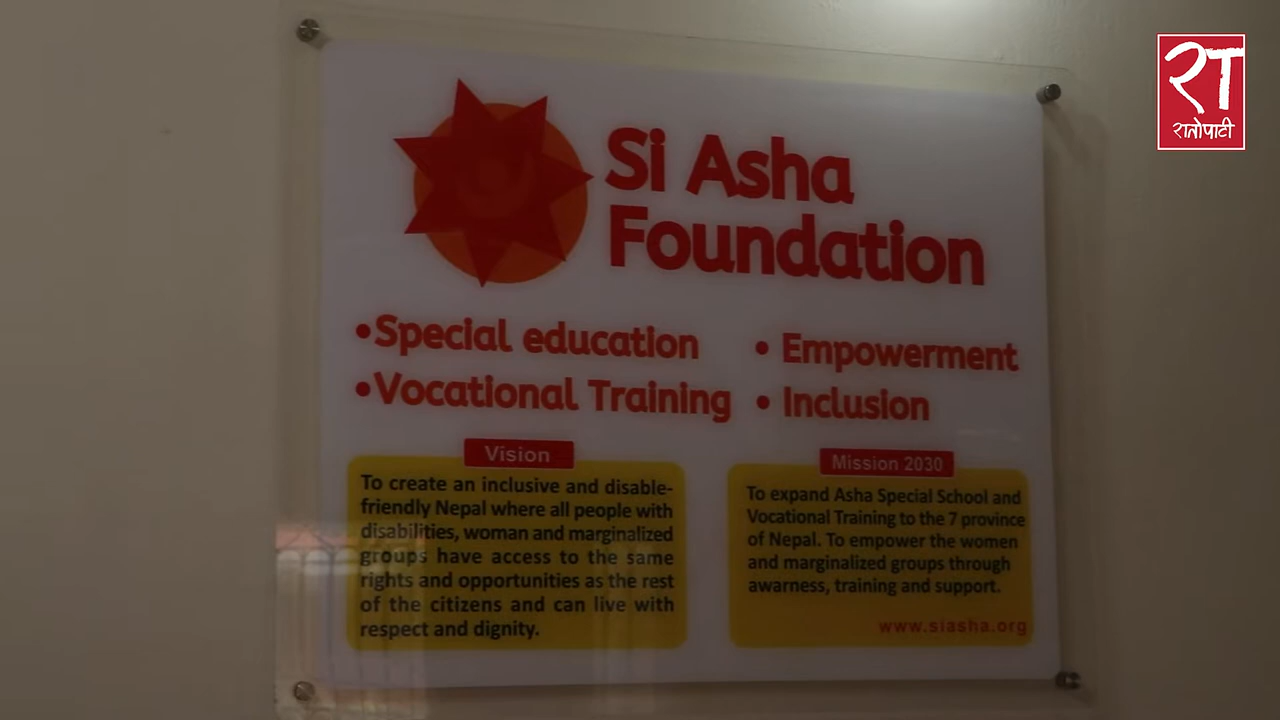 रा
रातोपाटी
Si Asha
Foundation
•Special education
•Vocational Training
• Empowerment
• Inclusion
Vision
To create an inclusive and disable-
friendly Nepal where all people with
disabilities, woman and marginalized
groups have access to the same
rights and opportunities as the rest
of the citizens and can live with
respect and dignity.
Mission 2030
To expand Asha Special School and
Vocational Training to the 7 province
of Nepal. To empower the women
and marginalized groups through
awarness, training and support.
www.siasha.org